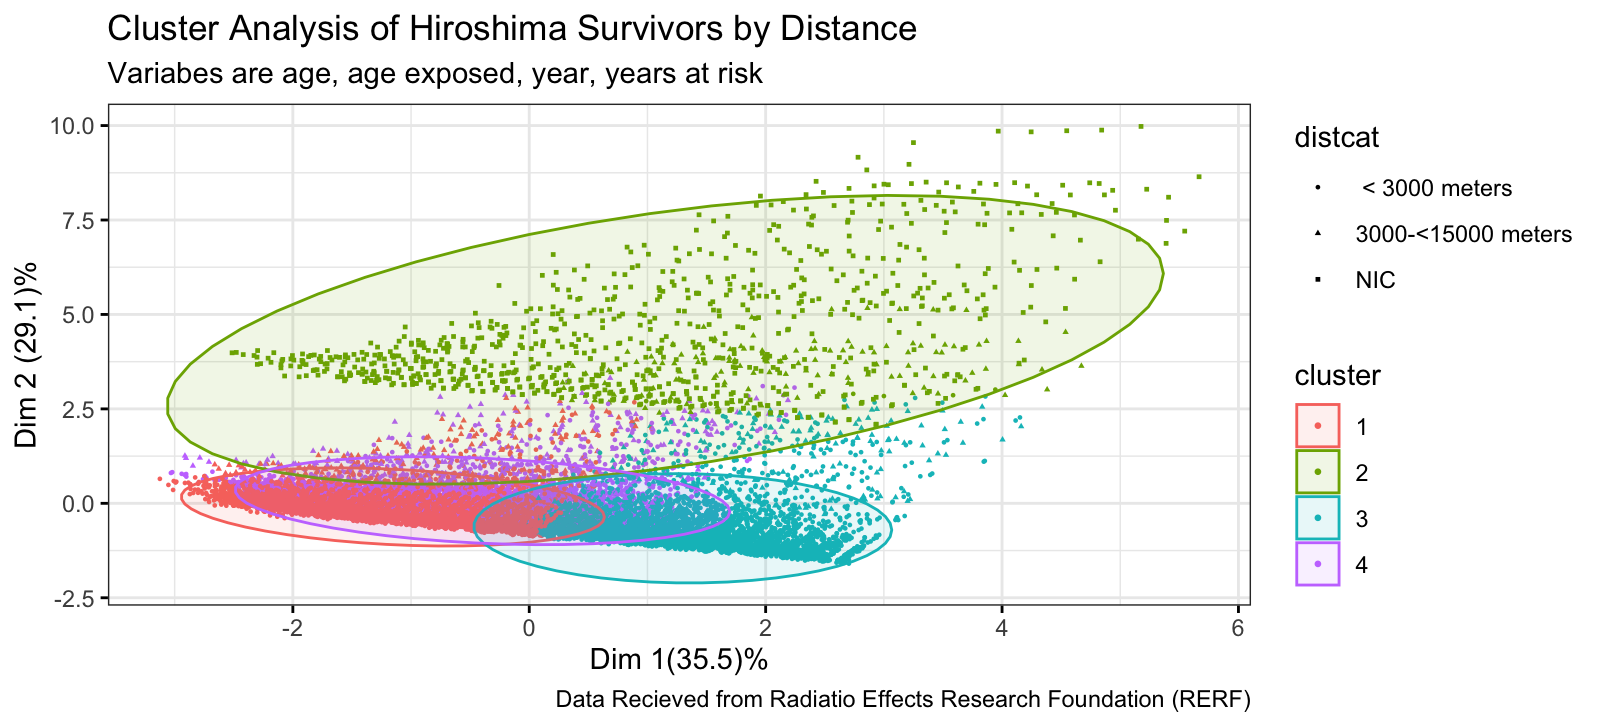 Cluster Analysis of Hiroshima Survivors by Distance
Variabes are age, age exposed, year, years at risk
10.0
7.5
5.0
2.5
0.0
-2.5
Dim 2 (29.1)%
-2
0
2
4
6
Dim 1(35.5)%
Data Recieved from Radiatio Effects Research Foundation (RERF)
distcat
< 3000 meters
3000-<15000 meters
NIC
cluster
1
2
3
4